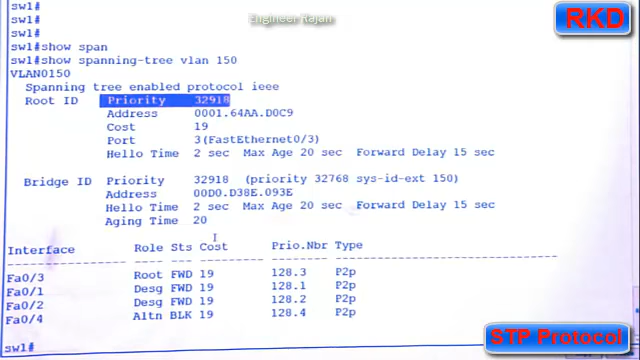 Engineer Rajan
RKD
sw1#
sw1#
sw1#
sw1#show span
sw1#show spanning-tree vlan 150
VLAN0150
Spanning tree enabled protocol ieee
Root ID Priority 32918
Address 0001.64AA.D0C9
Cost 19
Port 3(FastEthernet0/3)
Hello Time 2 sec Max Age 20 sec Forward Delay 15 sec
Bridge ID Priority 32918 (priority 32768 sys-id-ext 150)
Address 00D0.D38E.093E
Hello Time 2 sec Max Age 20 sec Forward Delay 15 sec
Aging Time 20
Interface Role Sts Cost Prio.Nbr Type
Fa0/3 Root FWD 19 128.3 P2p
Fa0/1 Desg FWD 19 128.1 P2p
Fa0/2 Desg FWD 19 128.2 P2p
Fa0/4 Altn BLK 19 128.4 P2p
sw1#
STP Protocol